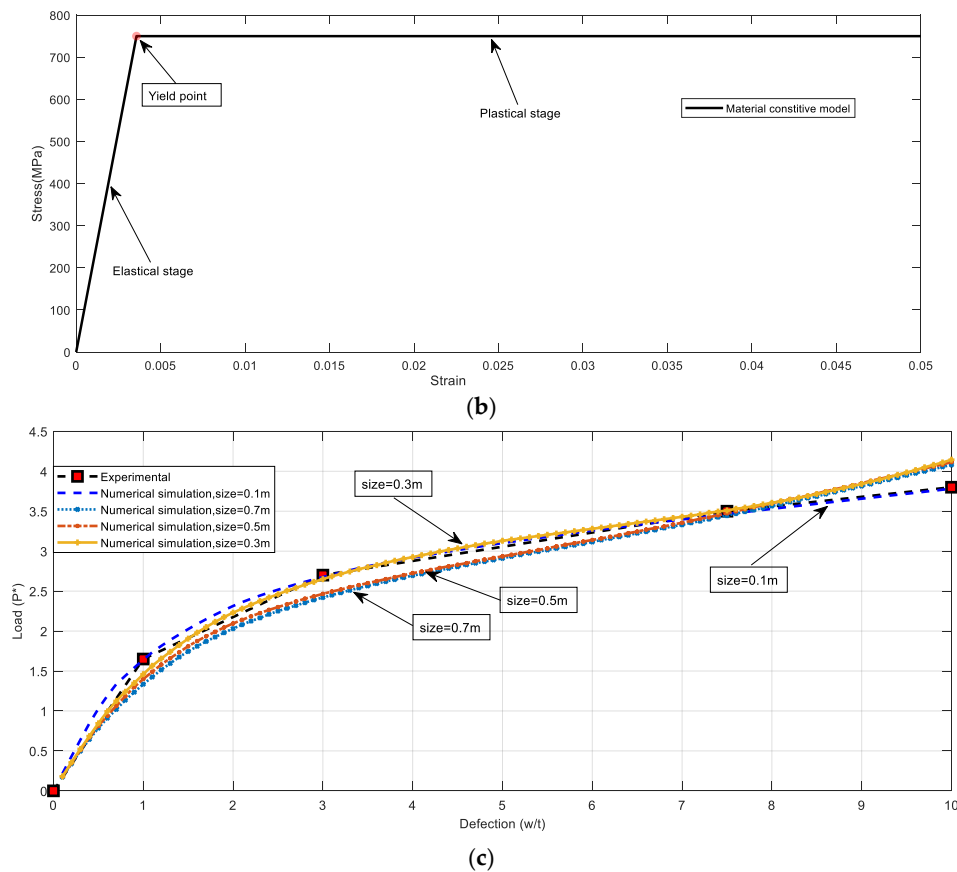 800
700
600
500
400
300
200
100
0
Stress(MPa)
Yield point
Plastical stage
Material constitive model
Elastical stage
0 0.005 0.01 0.015 0.02 0.025 0.03 0.035 0.04 0.045 0.05
Strain
(b)
4.5
4
3.5
3
2.5
2
1.5
1
0.5
0
Load (P*)
Experimental
Numerical simulation,size=0.1m
Numerical simulation,size=0.7m
Numerical simulation,size=0.5m
Numerical simulation,size=0.3m
size=0.3m
size=0.1m
size=0.5m
size=0.7m
0 1 2 3 4 5 6 7 8 9 10
Defection (w/t)
(c)